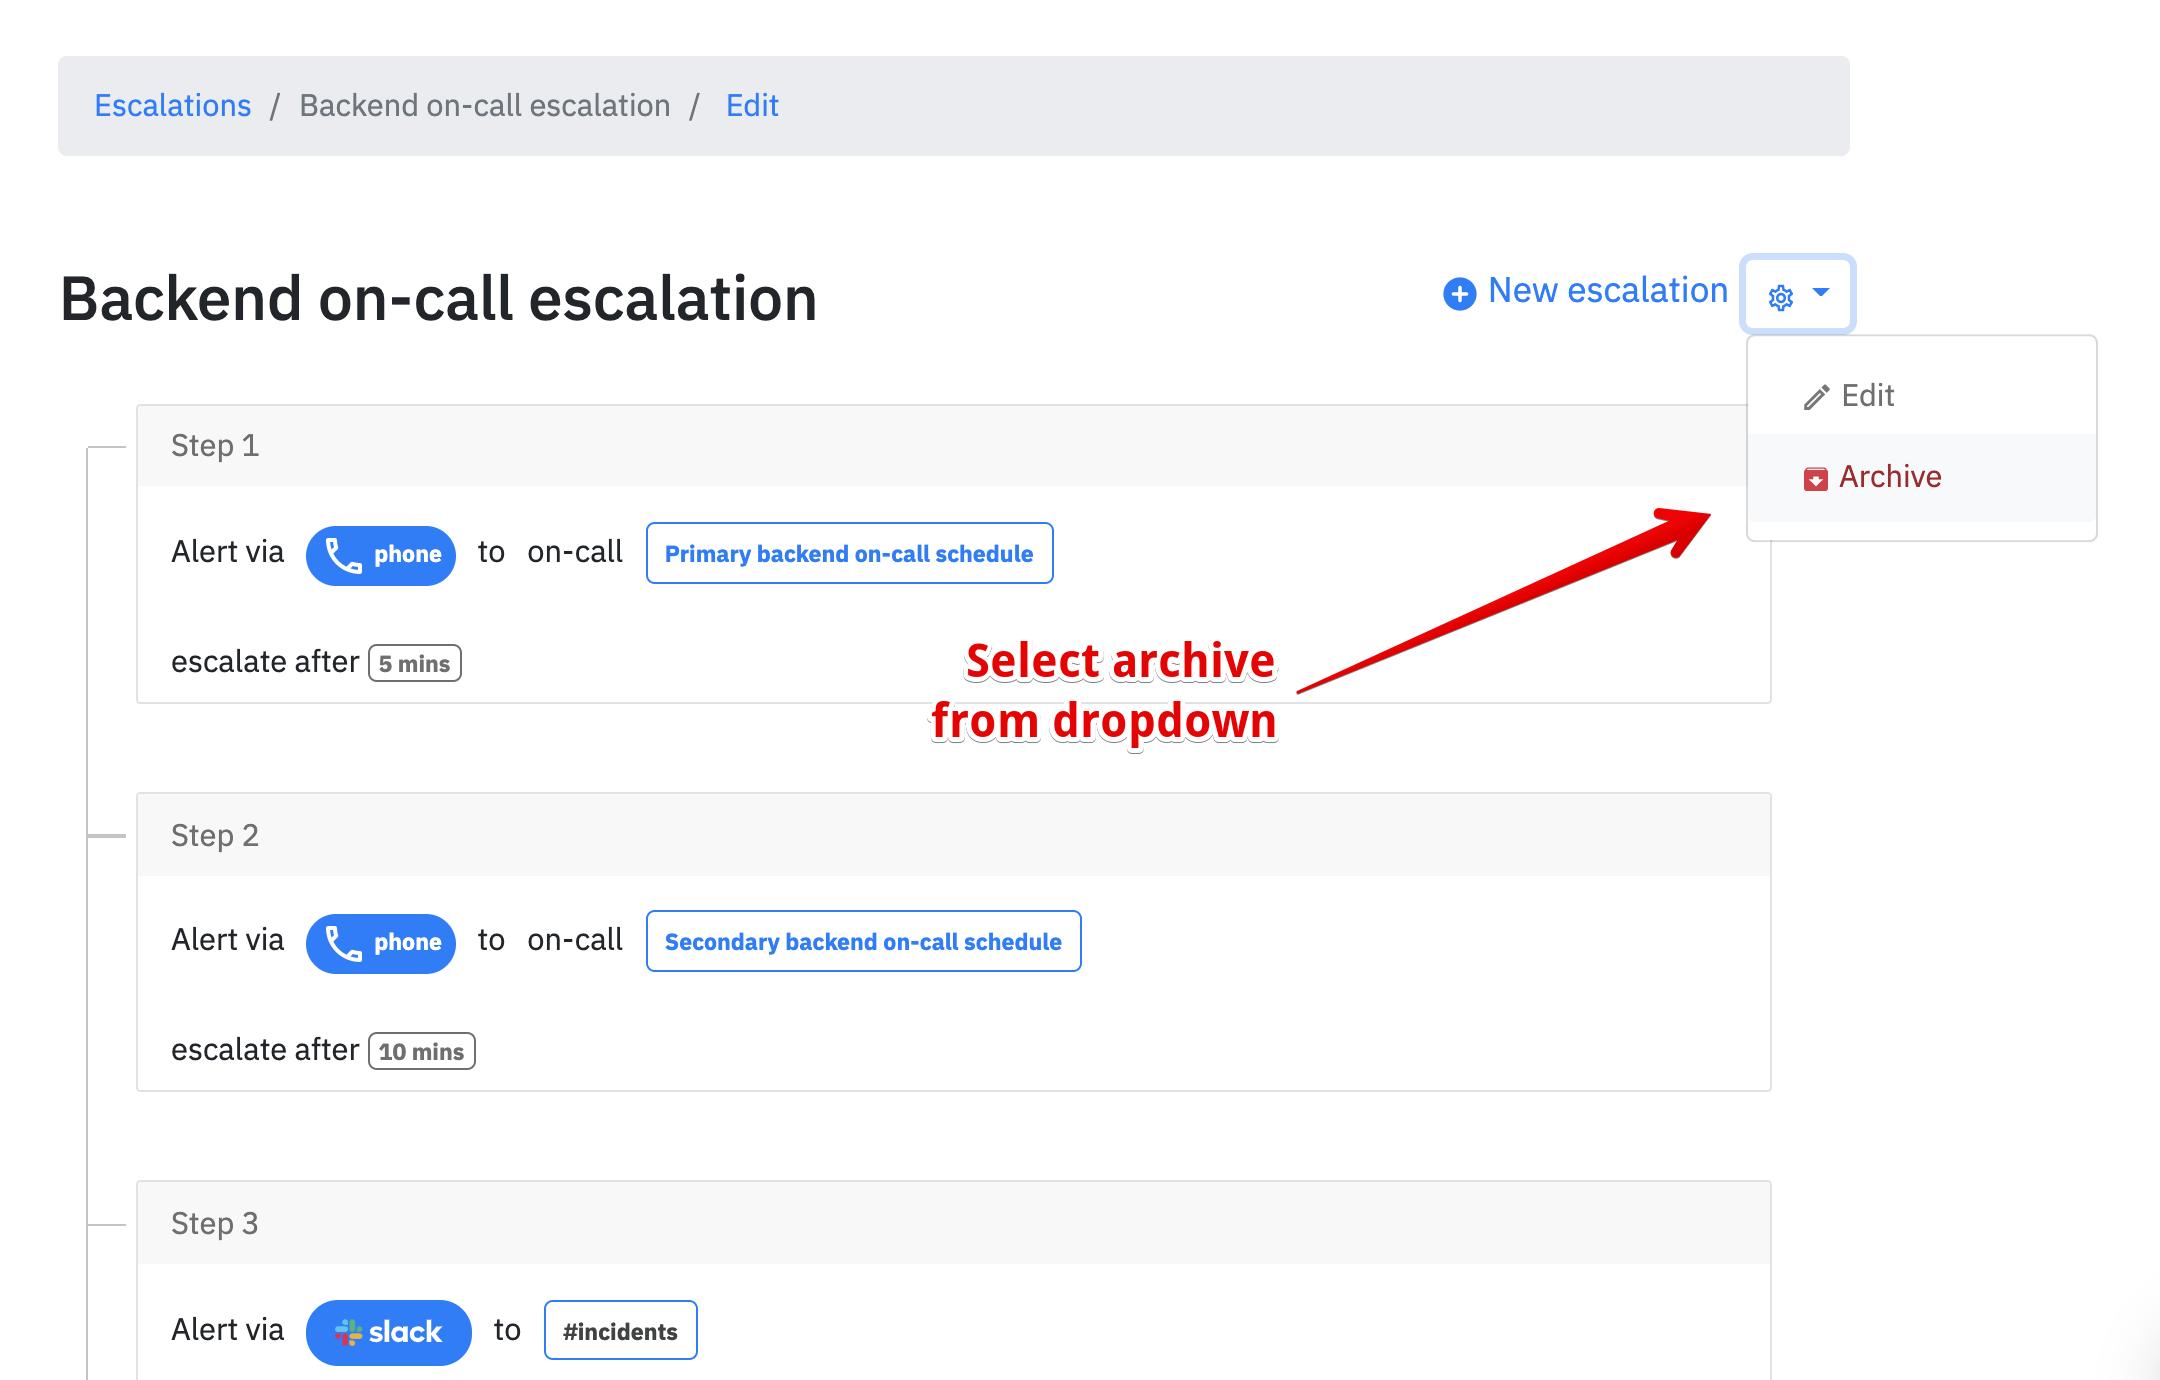 Escalations / Backend on-call escalation / Edit
Backend on-call escalation
New escalation
Edit
Archive
Step 1
Alert via phone to on-call Primary backend on-call schedule
escalate after 5 mins
Select archive
from dropdown
Step 2
Alert via phone to on-call Secondary backend on-call schedule
escalate after 10 mins
Step 3
Alert via slack to #incidents